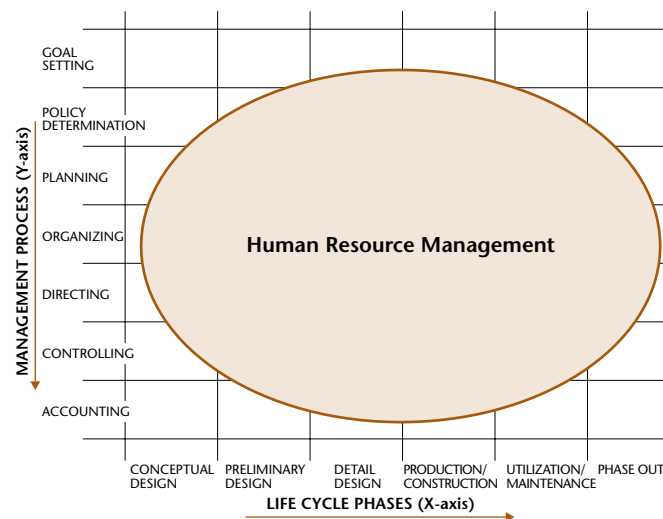 GOAL
SETTING
POLICY
DETERMINATION
PLANNING
ORGANIZING
DIRECTING
CONTROLLING
ACCOUNTING
MANAGEMENT PROCESS (Y-axis)
Human Resource Management
CONCEPTUAL
DESIGN
PRELIMINARY
DESIGN
DETAIL
DESIGN
PRODUCTION/
CONSTRUCTION
UTILIZATION/
MAINTENANCE
PHASE OUT
LIFE CYCLE PHASES (X-axis)